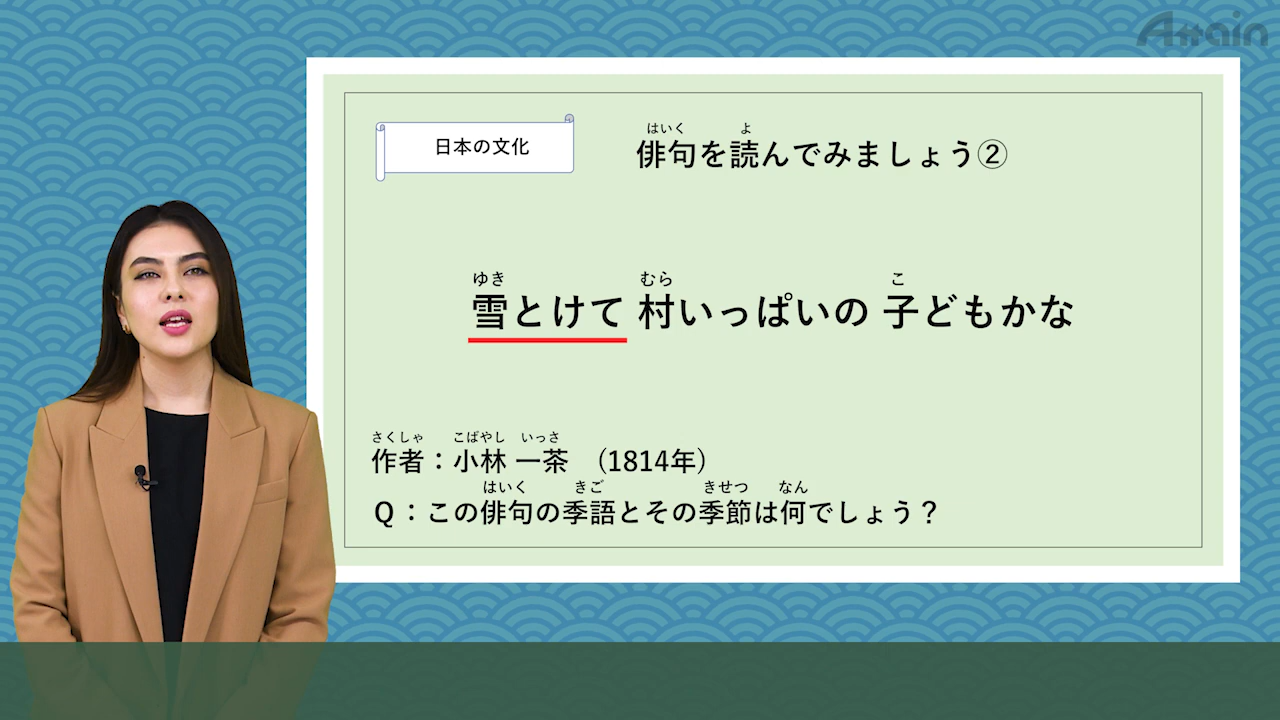 Attain
日本の文化
はいく よ
俳句を読んでみましょう②
ゆき むら こ
雪とけて 村いっぱいの 子どもかな
さくしゃ こばやし いっさ
作者：小林 一茶 （1814年）
はいく きご きせつ なん
Q：この俳句の季語とその季節は何でしょう？